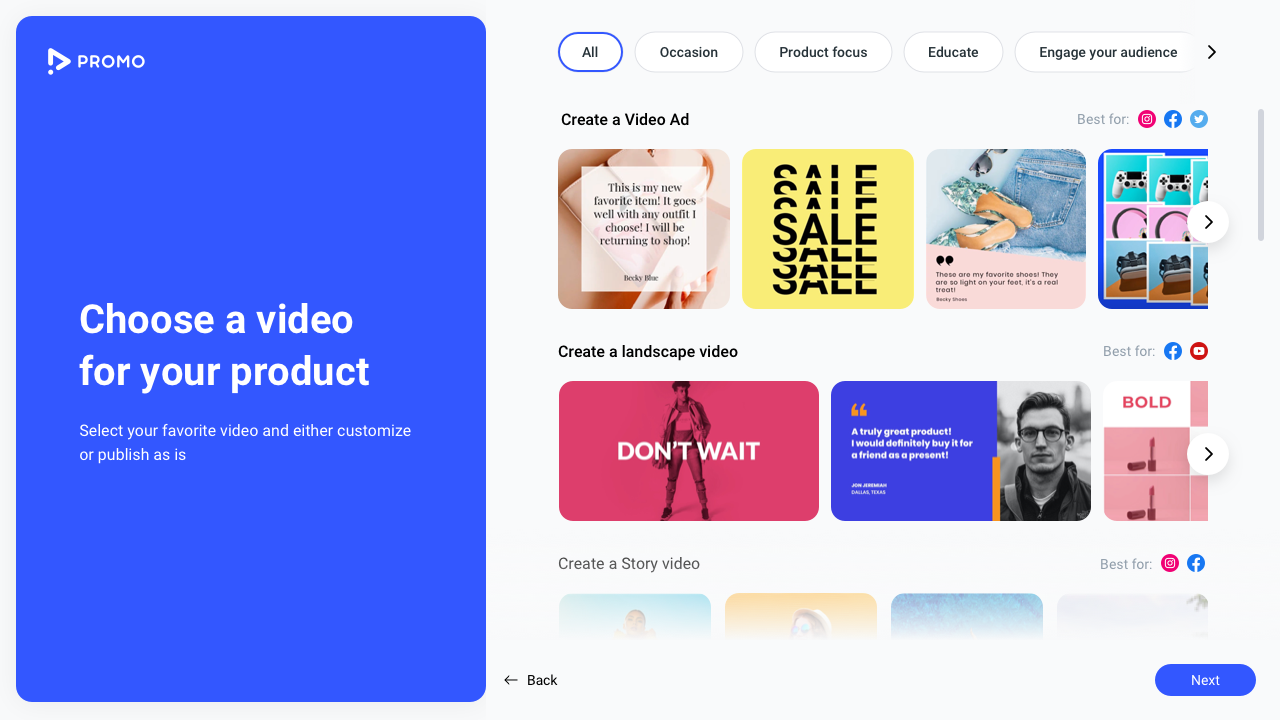 PROMO
Choose a video
for your product
Select your favorite video and either customize
or publish as is
All
Occasion
Product focus
Educate
Engage your audience
Create a Video Ad
Best for:
This is my new
favorite item! It goes
well with any outfit I
choose! I will be
returning to shop!
Becky Blue
SALE
SALE
SALE
SALE
SALE
SALE
These are my favorite shoes! They
are so light on your feet, it's a real
treat!
Becky Shoes
Create a landscape video
Best for:
DON'T WAIT
A truly great product!
I would definitely buy it for
a friend as a present!
JON JEREMIAH
DALLAS, TEXAS
BOLD
Create a Story video
Best for:
Back
Next